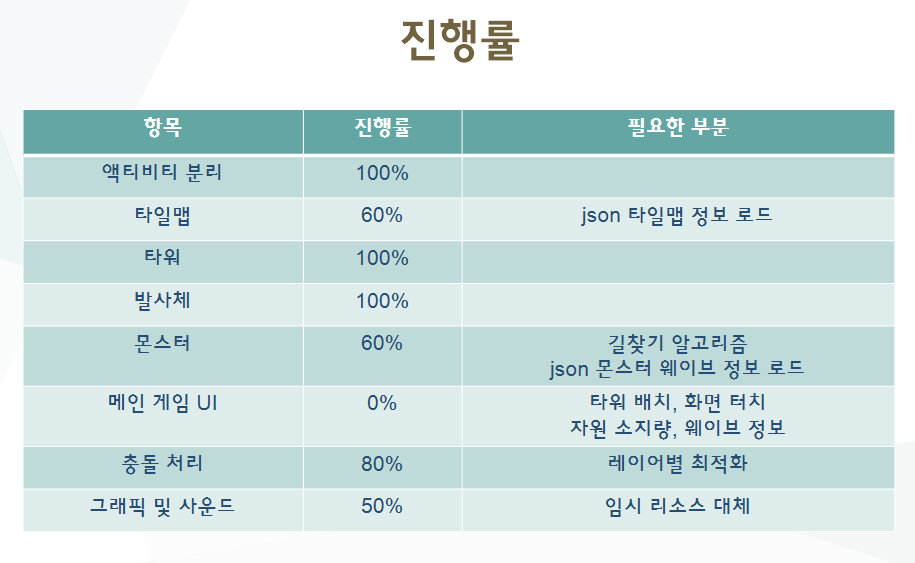 진행률
항목 진행률 필요한 부분
액티비티 분리 100%
타일맵 60% json 타일맵 정보 로드
타워 100%
발사체 100%
몬스터 60% 길찾기 알고리즘
json 몬스터 웨이브 정보 로드
메인 게임 UI 0% 타워 배치, 화면 터치
자원 소지량, 웨이브 정보
충돌 처리 80% 레이어별 최적화
그래픽 및 사운드 50% 임시 리소스 대체